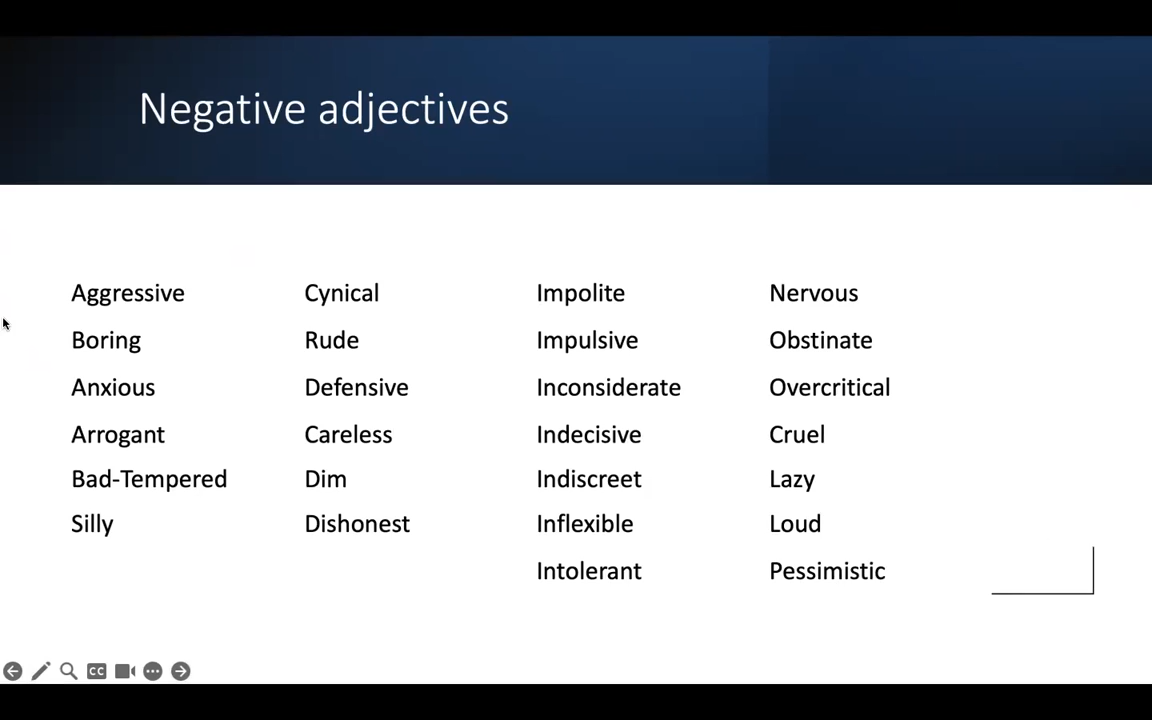 Negative adjectives
Aggressive
Boring
Anxious
Arrogant
Bad-Tempered
Silly
Cynical
Rude
Defensive
Careless
Dim
Dishonest
Impolite
Impulsive
Inconsiderate
Indecisive
Indiscreet
Inflexible
Intolerant
Nervous
Obstinate
Overcritical
Cruel
Lazy
Loud
Pessimistic
CC